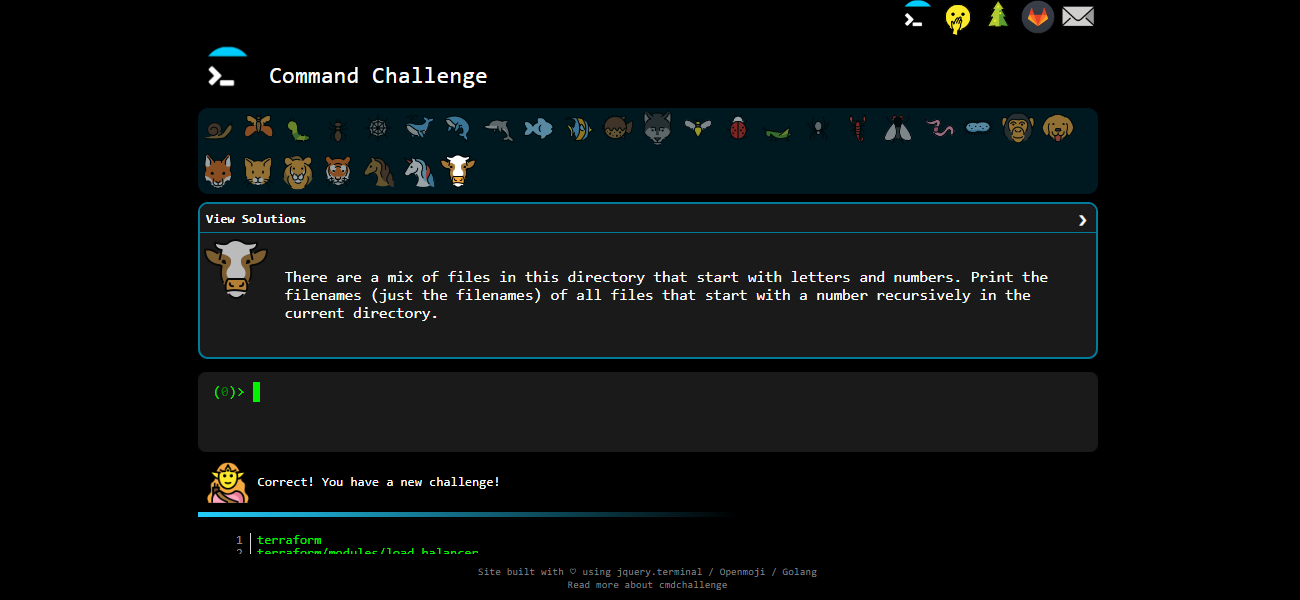 Command Challenge
View Solutions
There are a mix of files in this directory that start with letters and numbers. Print the
filenames (just the filenames) of all files that start with a number recursively in the
current directory.
(0)>
Correct! You have a new challenge!
1 terraform
2 terraform/modules/load_balancer
Site built with ♡ using jquery.terminal / Openmoji / Golang
Read more about cmdchallenge